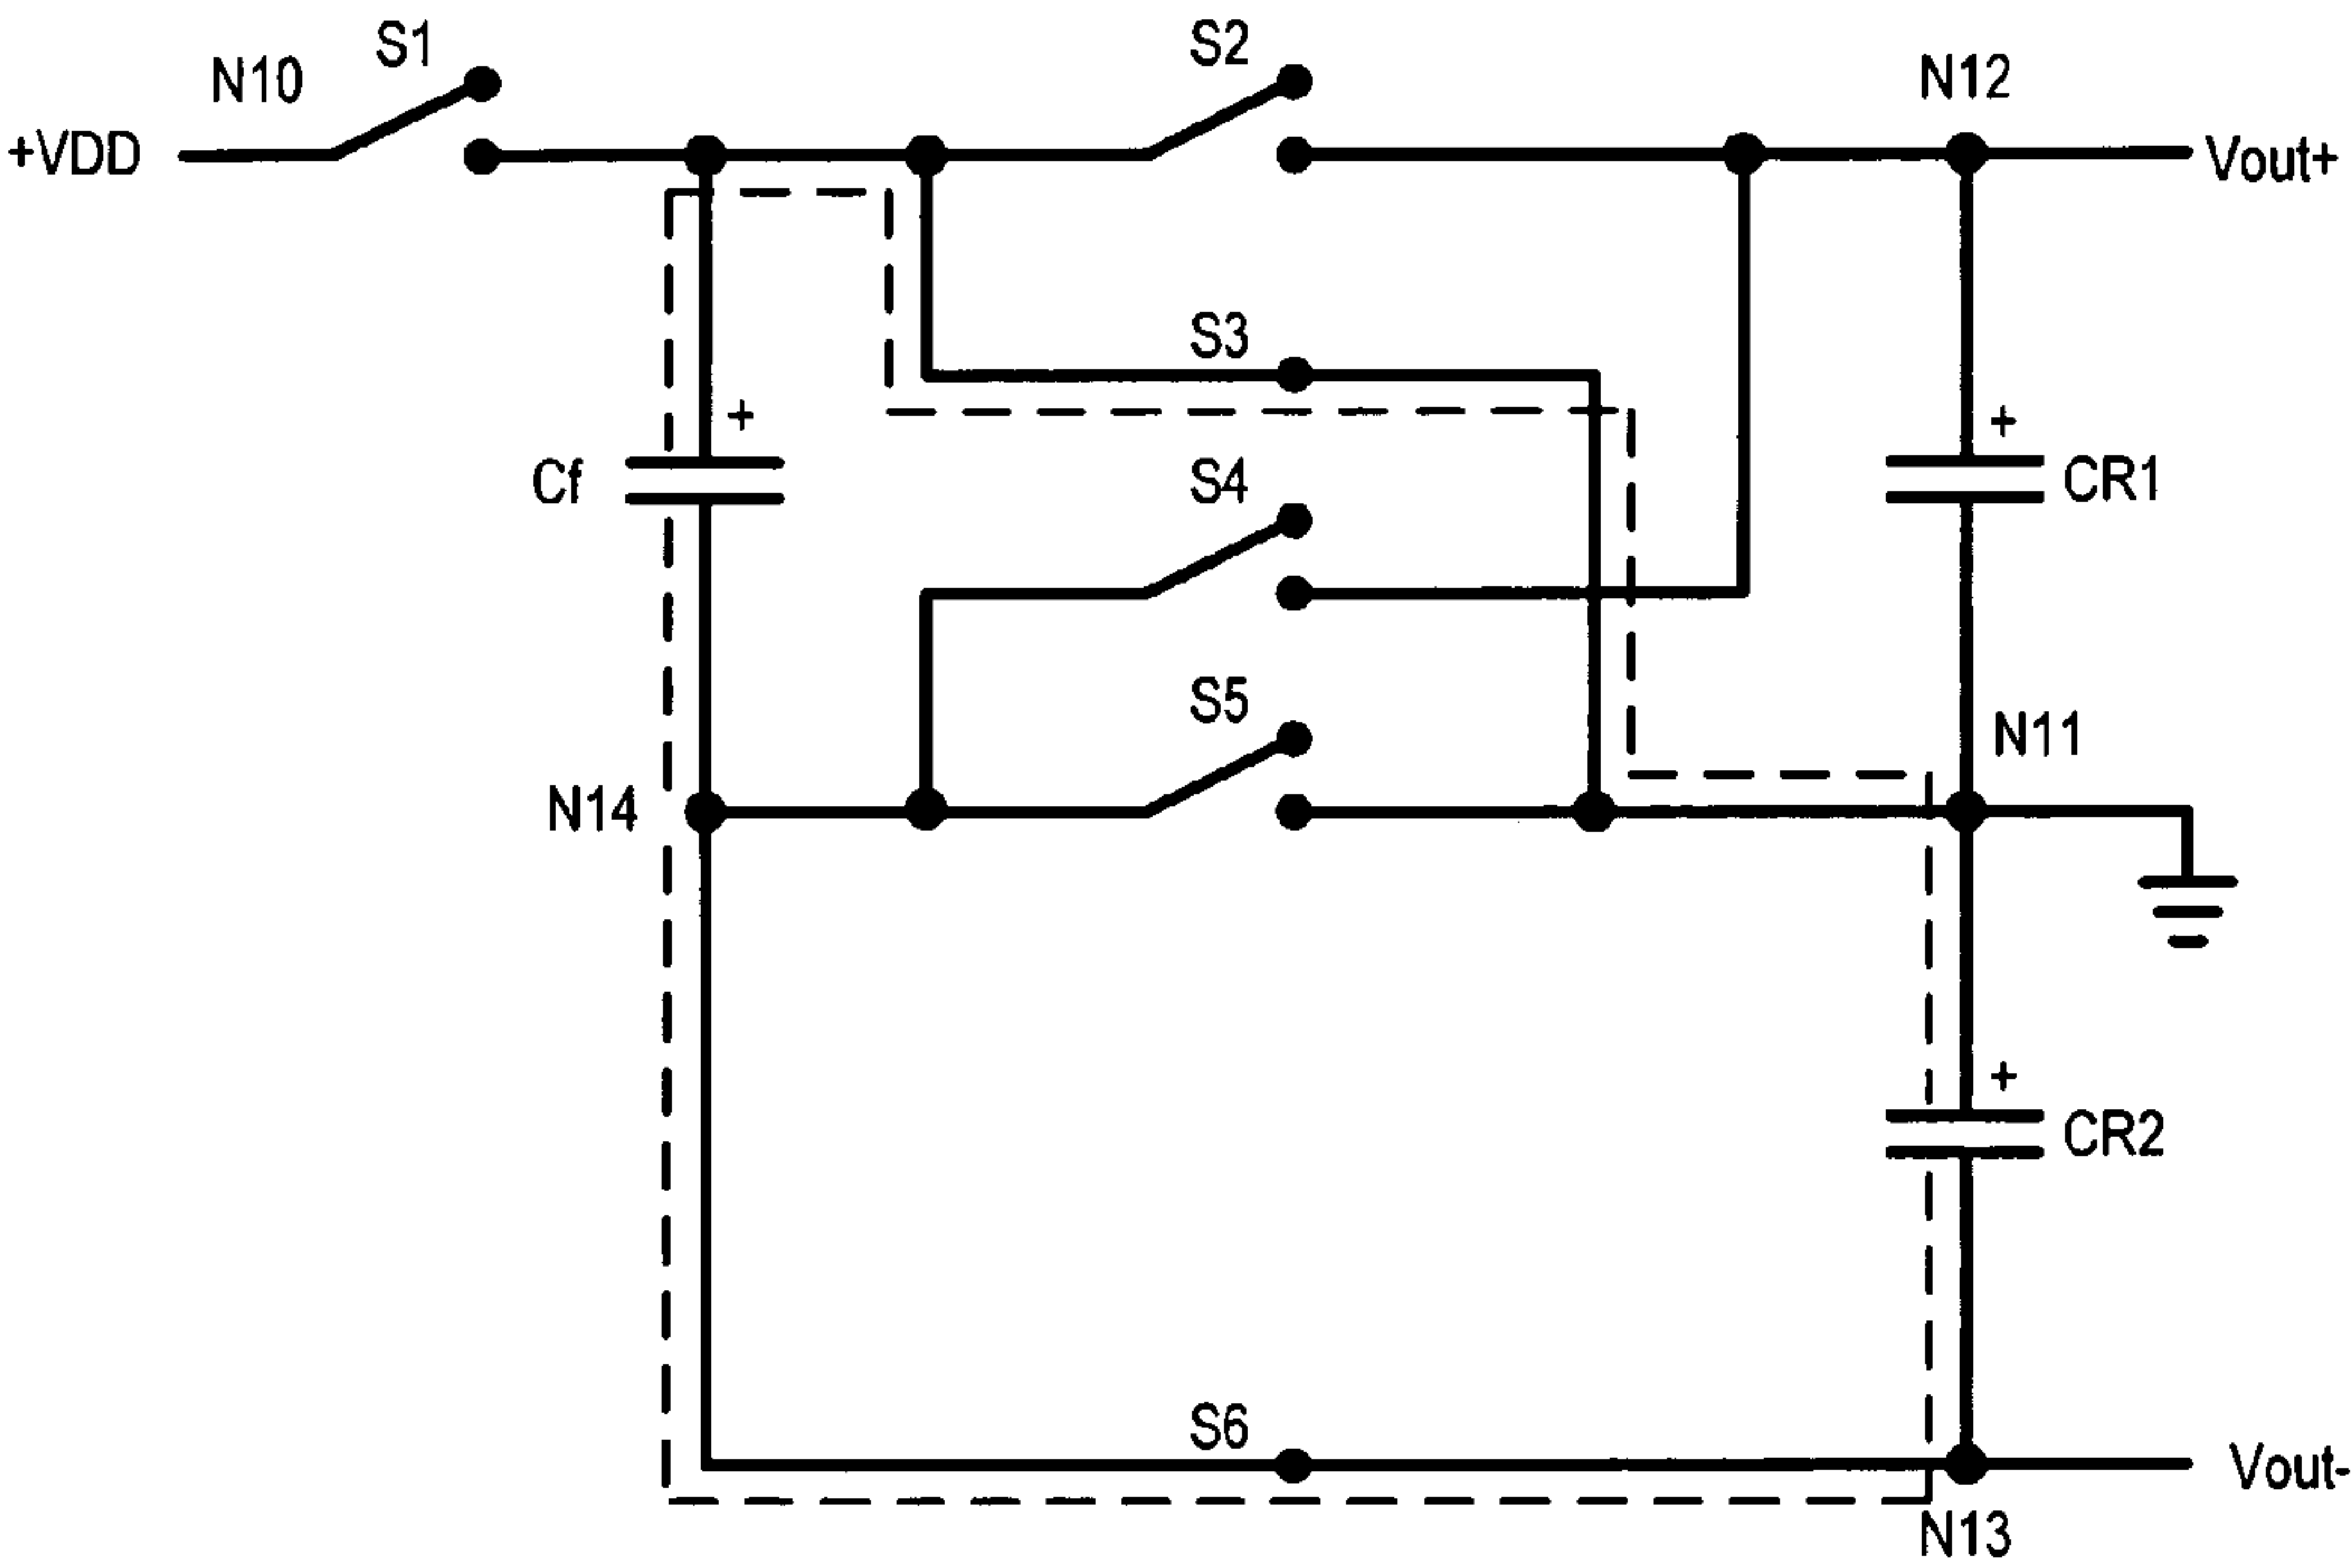 S1
S2
N10
N12
+VDD
Vout+
S3
+
+
Cf
S4
CR1
S5
N11
N14
+
CR2
S6
Vout-
N13